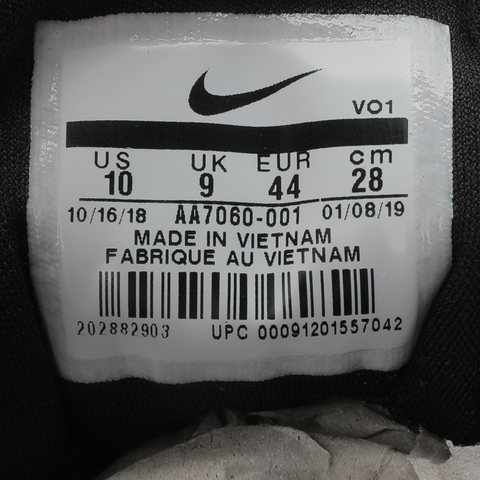 VO1
US UK EUR cm
10 9 44 28
10/16/18 AA7060-001 01/08/19
MADE IN VIETNAM
FABRIQUE AU VIETNAM
202882903 UPC 00091201557042